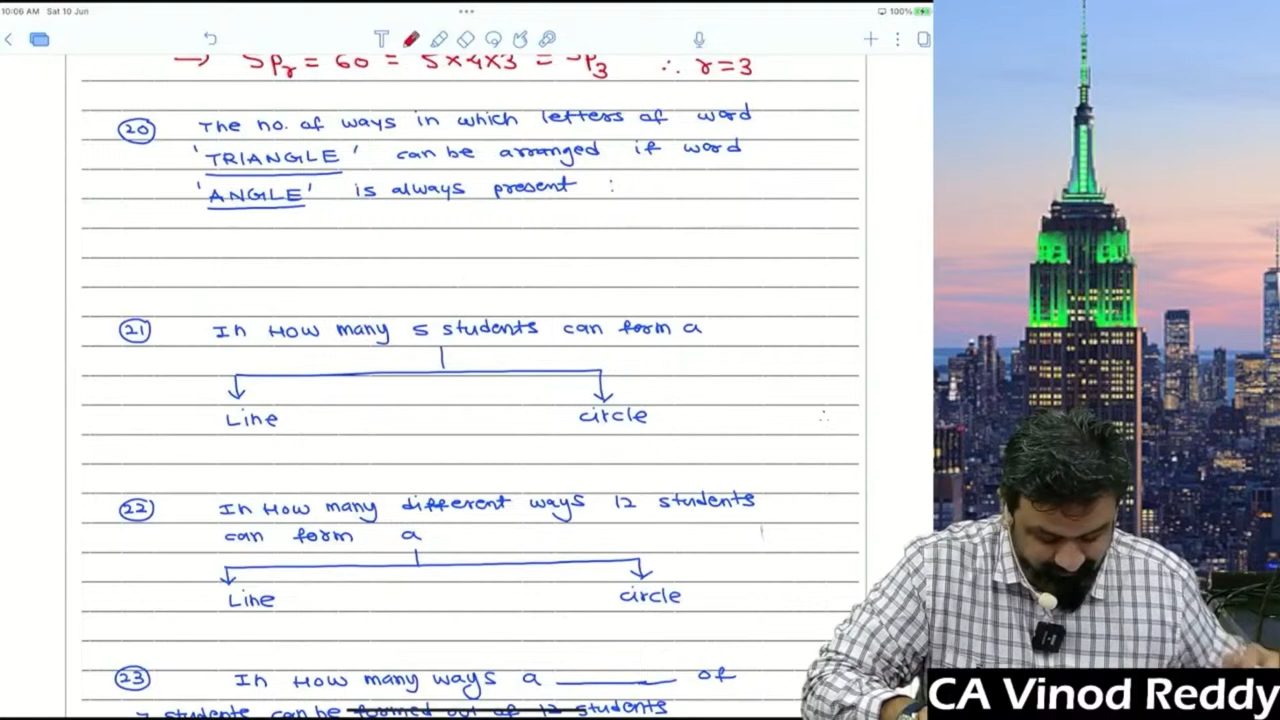 10:06 AM Sat 10 Jun
100%
→ 5Pr = 60 = 5×4×3 = 5P3 ∴ r=3
20 The no. of ways in which letters of word
'TRIANGLE' can be arranged if word
'ANGLE' is always present :
21 In How many 5 students can form a
Line circle
22 In How many different ways 12 students
can form a
Line circle
23 In How many ways a ______ of
7 students can be formed out of 12 students
CA Vinod Reddy